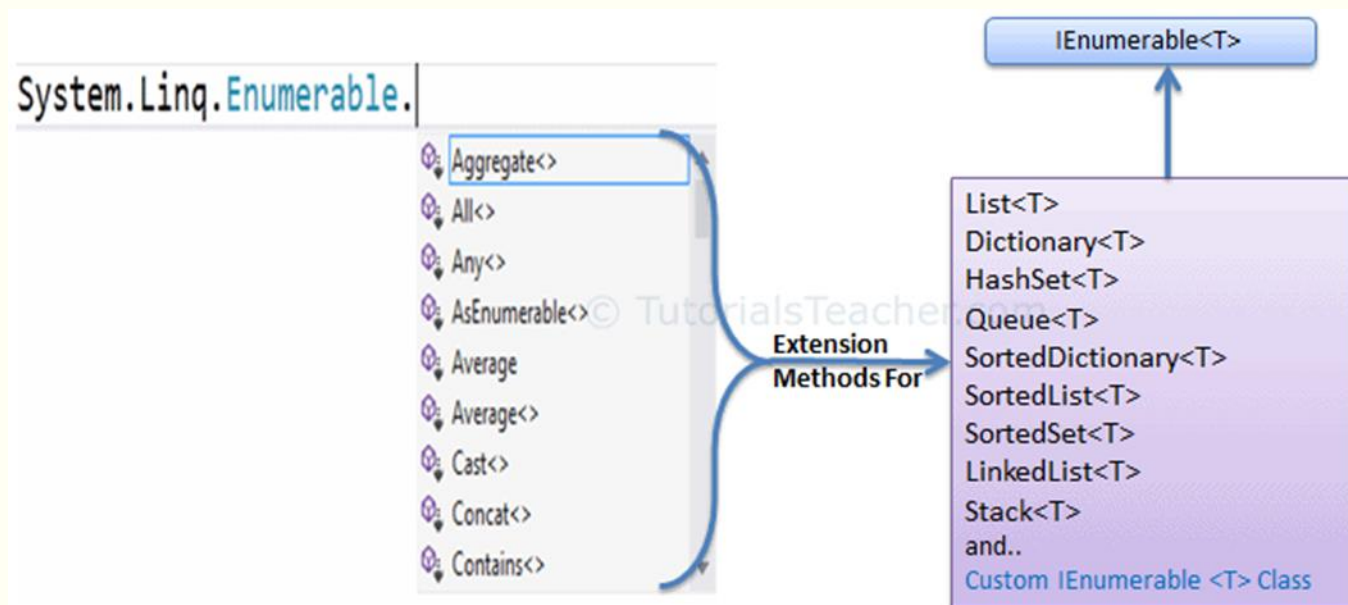 System.Linq.Enumerable.
Aggregate<>
All<>
Any<>
AsEnumerable<>
Average
Average<>
Cast<>
Concat<>
Contains<>
© TutorialsTeacher.com
Extension
Methods For
IEnumerable<T>
List<T>
Dictionary<T>
HashSet<T>
Queue<T>
SortedDictionary<T>
SortedList<T>
SortedSet<T>
LinkedList<T>
Stack<T>
and..
Custom IEnumerable <T> Class